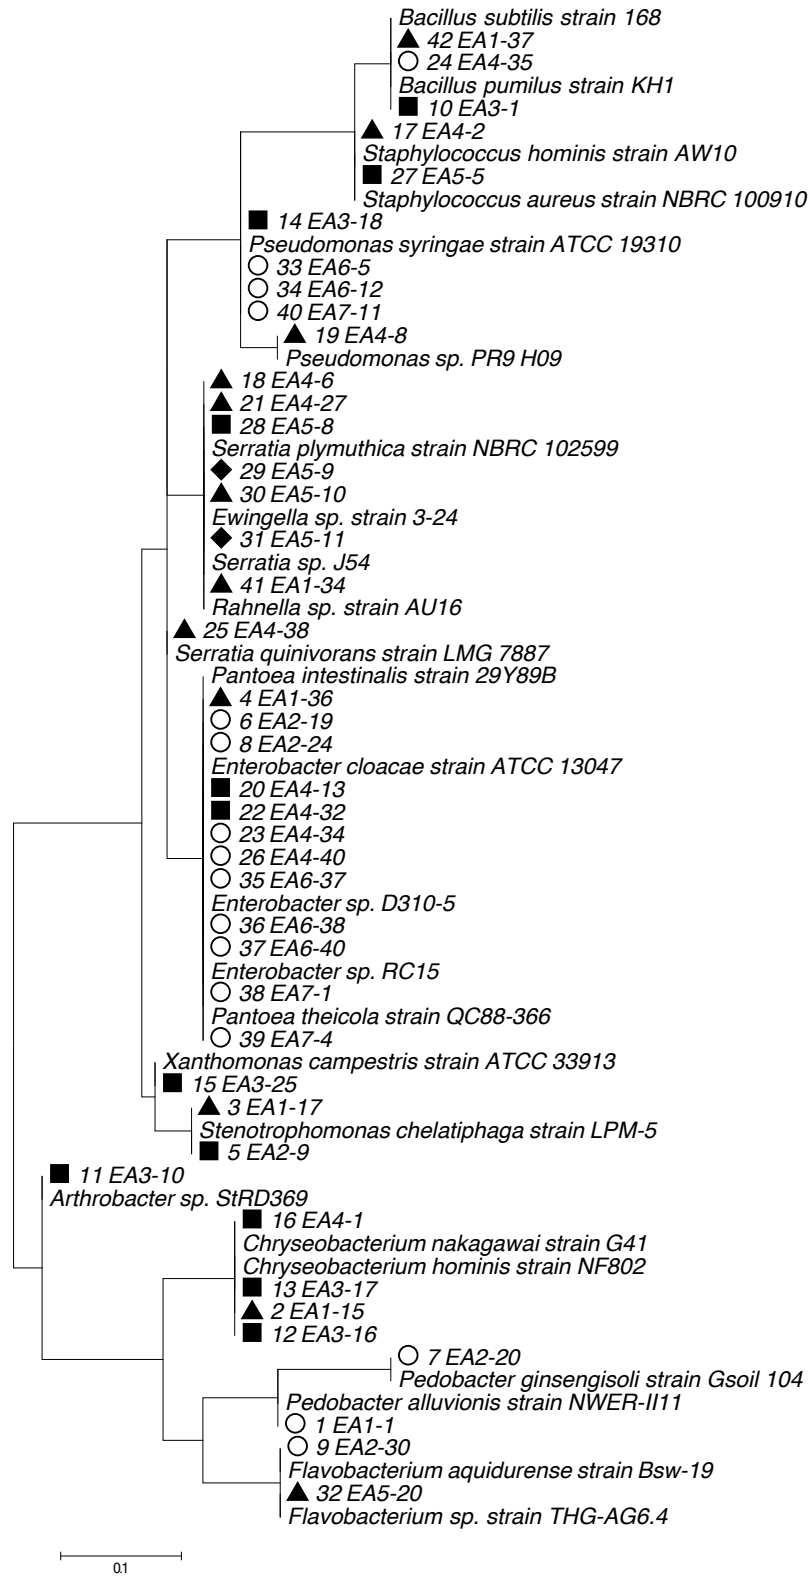 Bacillus subtilis strain 168
42 EA1-37
24 EA4-35
Bacillus pumilus strain KH1
10 EA3-1
17 EA4-2
Staphylococcus hominis strain AW10
27 EA5-5
Staphylococcus aureus strain NBRC 100910
14 EA3-18
Pseudomonas syringae strain ATCC 19310
33 EA6-5
34 EA6-12
40 EA7-11
19 EA4-8
Pseudomonas sp. PR9 H09
18 EA4-6
21 EA4-27
28 EA5-8
Serratia plymuthica strain NBRC 102599
29 EA5-9
30 EA5-10
Ewingella sp. strain 3-24
31 EA5-11
Serratia sp. J54
41 EA1-34
Rahnella sp. strain AU16
25 EA4-38
Serratia quinivorans strain LMG 7887
Pantoea intestinalis strain 29Y89B
4 EA1-36
6 EA2-19
8 EA2-24
Enterobacter cloacae strain ATCC 13047
20 EA4-13
22 EA4-32
23 EA4-34
26 EA4-40
35 EA6-37
Enterobacter sp. D310-5
36 EA6-38
37 EA6-40
Enterobacter sp. RC15
38 EA7-1
Pantoea theicola strain QC88-366
39 EA7-4
Xanthomonas campestris strain ATCC 33913
15 EA3-25
3 EA1-17
Stenotrophomonas chelatiphaga strain LPM-5
5 EA2-9
11 EA3-10
Arthrobacter sp. StRD369
16 EA4-1
Chryseobacterium nakagawai strain G41
Chryseobacterium hominis strain NF802
13 EA3-17
2 EA1-15
12 EA3-16
7 EA2-20
Pedobacter ginsengisoli strain Gsoil 104
Pedobacter alluvionis strain NWER-II11
1 EA1-1
9 EA2-30
Flavobacterium aquidurense strain Bsw-19
32 EA5-20
Flavobacterium sp. strain THG-AG6.4
0.1